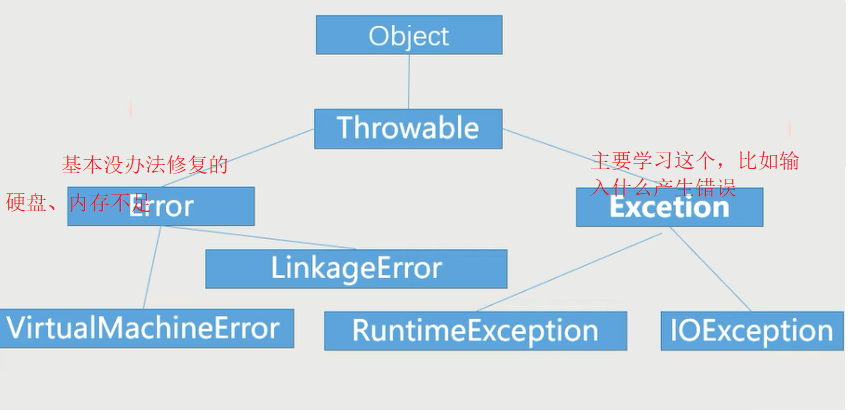 Object
Throwable
基本没办法修复的
硬盘、内存不足
主要学习这个，比如输
入什么产生错误
Error
Excetion
LinkageError
VirtualMachineError
RuntimeException
IOException